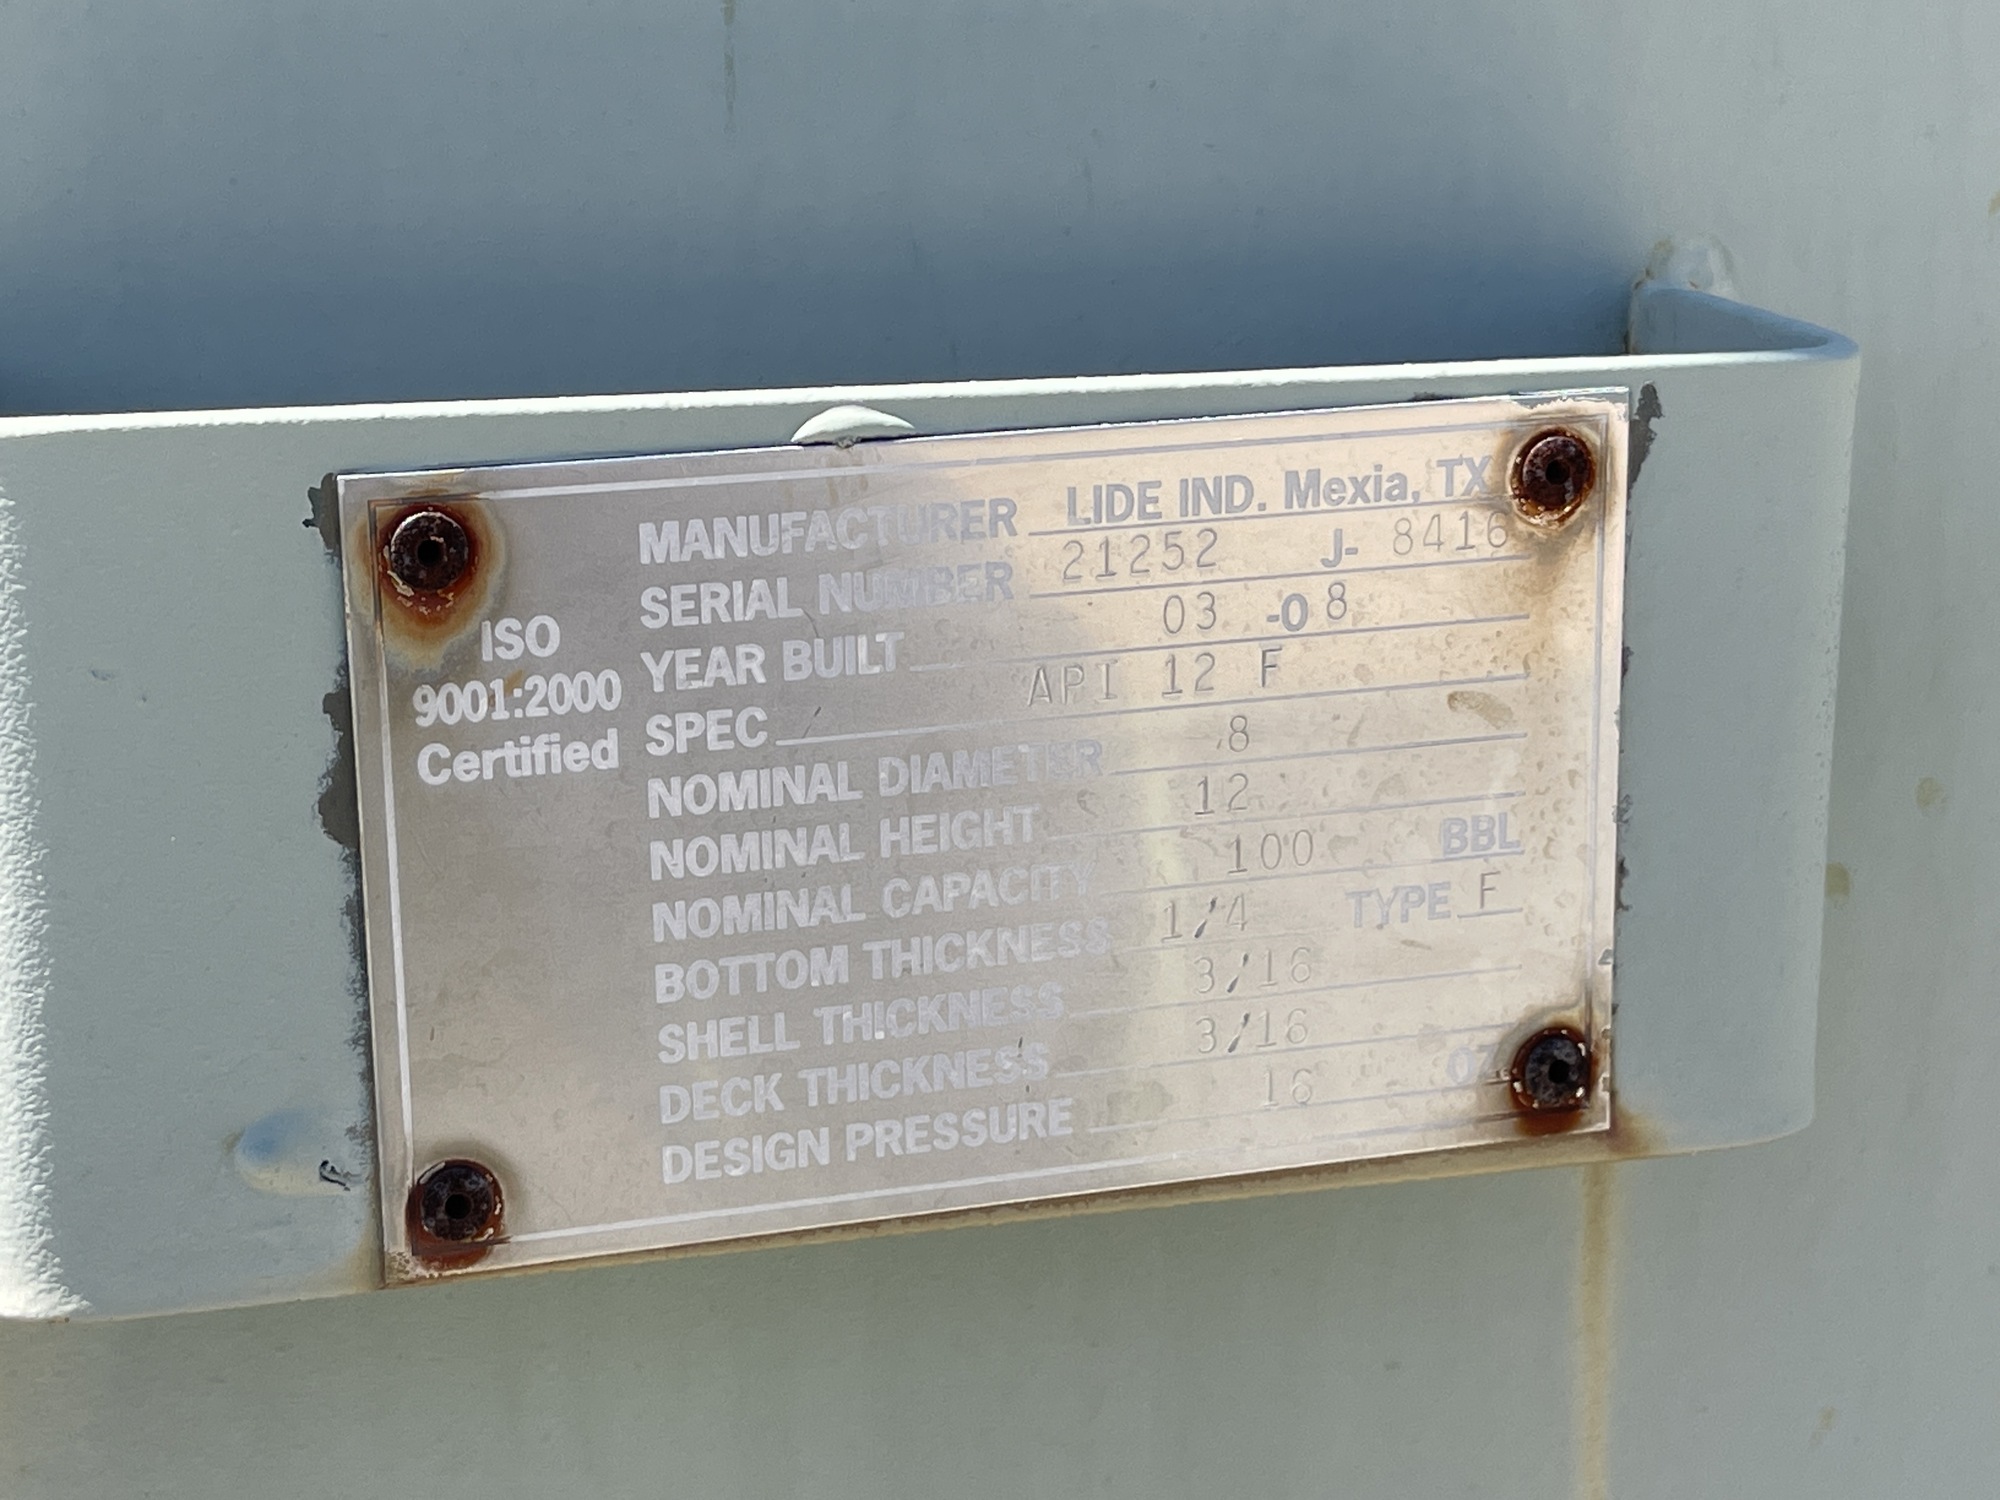 MANUFACTURER LIDE IND. Mexia, TX
SERIAL NUMBER 21252 J- 8416
YEAR BUILT 03 -08
SPEC API 12 F
NOMINAL DIAMETER 8
NOMINAL HEIGHT 12
NOMINAL CAPACITY 100 BBL
BOTTOM THICKNESS 1/4 TYPE F
SHELL THICKNESS 3/16
DECK THICKNESS 3/16
DESIGN PRESSURE 16 OZ.
ISO
9001:2000
Certified